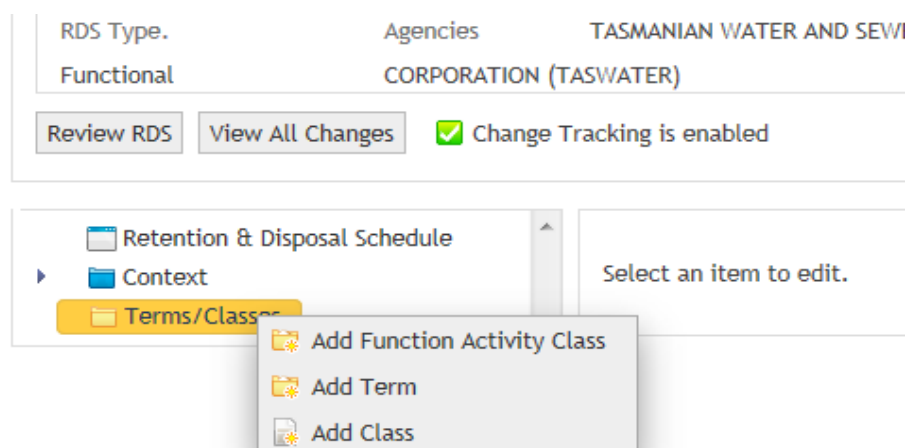 RDS Type. Agencies TASMANIAN WATER AND SEW
Functional CORPORATION (TASWATER)
Review RDS View All Changes Change Tracking is enabled
Retention & Disposal Schedule
Context
Select an item to edit.
Terms/Classes
Add Function Activity Class
Add Term
Add Class